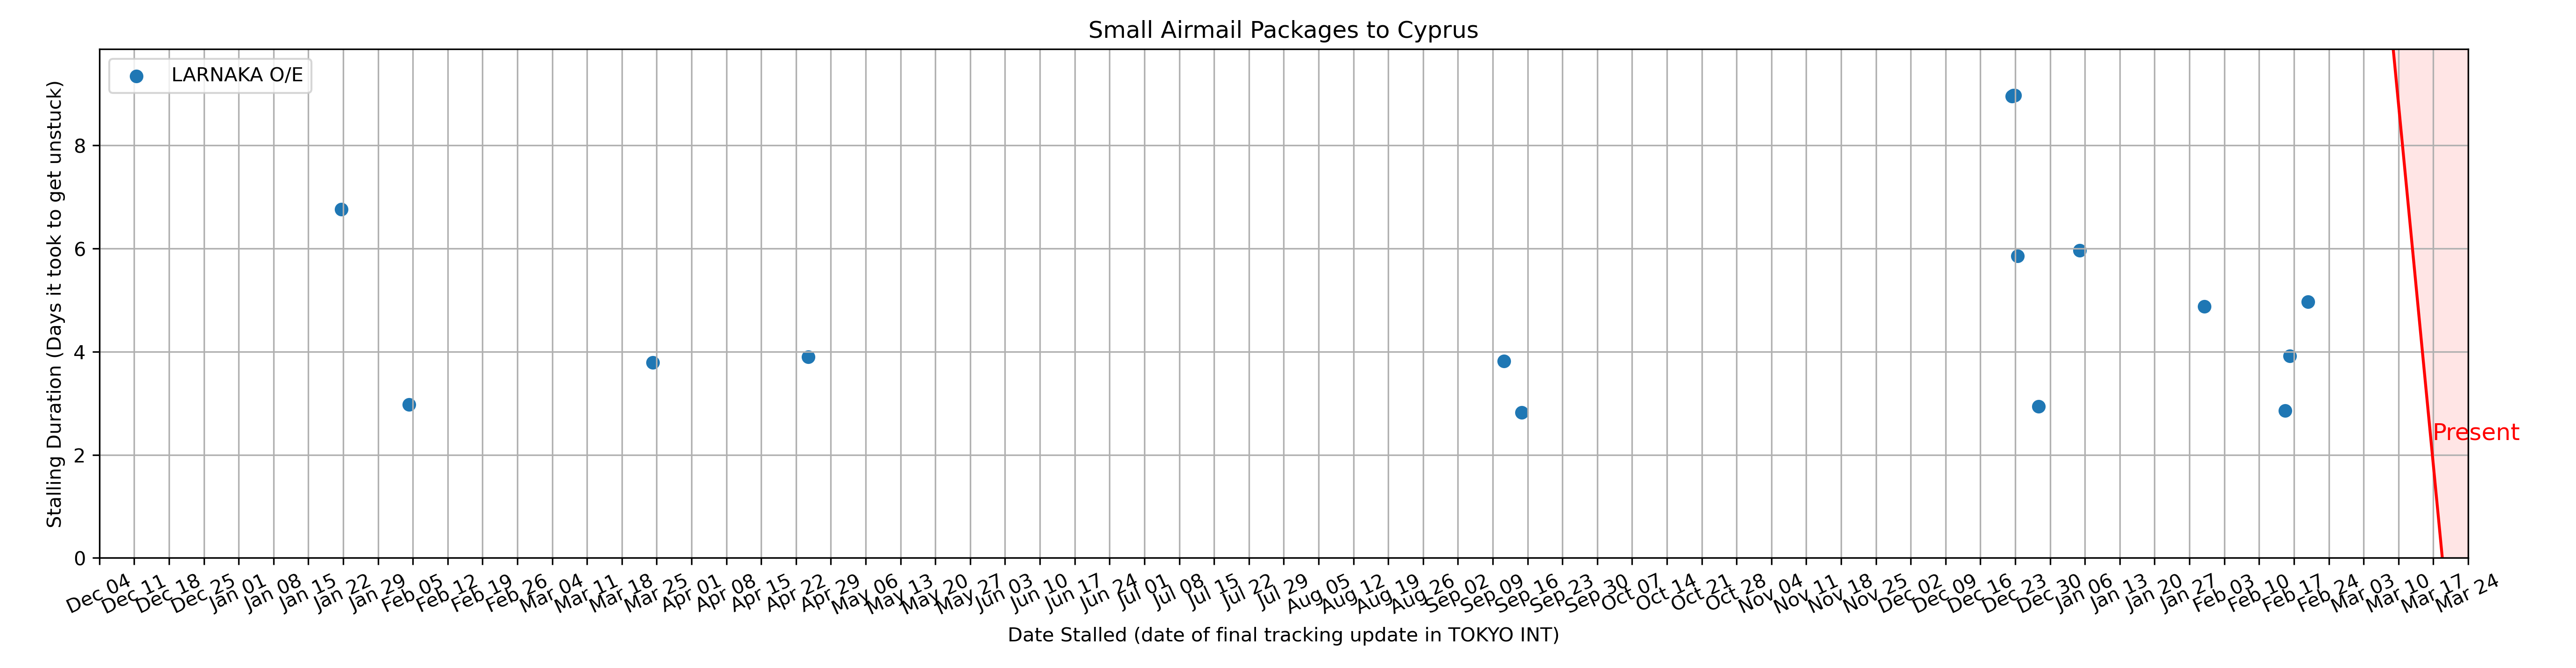 Small Airmail Packages to Cyprus
LARNAKA O/E
Stalling Duration (Days it took to get unstuck)
8
6
4
2
0
Present
Dec 04
Dec 11
Dec 18
Dec 25
Jan 01
Jan 08
Jan 15
Jan 22
Jan 29
Feb 05
Feb 12
Feb 19
Feb 26
Mar 04
Mar 11
Mar 18
Mar 25
Apr 01
Apr 08
Apr 15
Apr 22
Apr 29
May 06
May 13
May 20
May 27
Jun 03
Jun 10
Jun 17
Jun 24
Jul 01
Jul 08
Jul 15
Jul 22
Jul 29
Aug 05
Aug 12
Aug 19
Aug 26
Sep 02
Sep 09
Sep 16
Sep 23
Sep 30
Oct 07
Oct 14
Oct 21
Oct 28
Nov 04
Nov 11
Nov 18
Nov 25
Dec 02
Dec 09
Dec 16
Dec 23
Dec 30
Jan 06
Jan 13
Jan 20
Jan 27
Feb 03
Feb 10
Feb 17
Feb 24
Mar 03
Mar 10
Mar 17
Mar 24
Date Stalled (date of final tracking update in TOKYO INT)